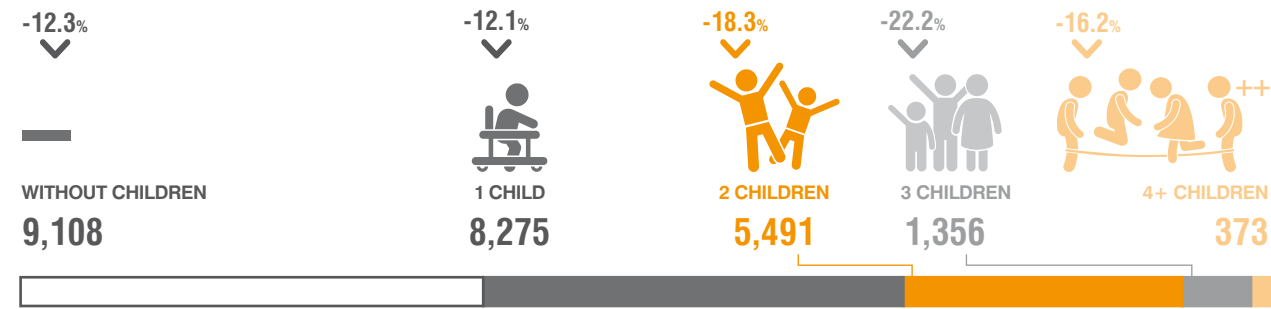 -12.3% -12.1% -18.3% -22.2% -16.2%
++
WITHOUT CHILDREN 1 CHILD 2 CHILDREN 3 CHILDREN 4+ CHILDREN
9,108 8,275 5,491 1,356 373